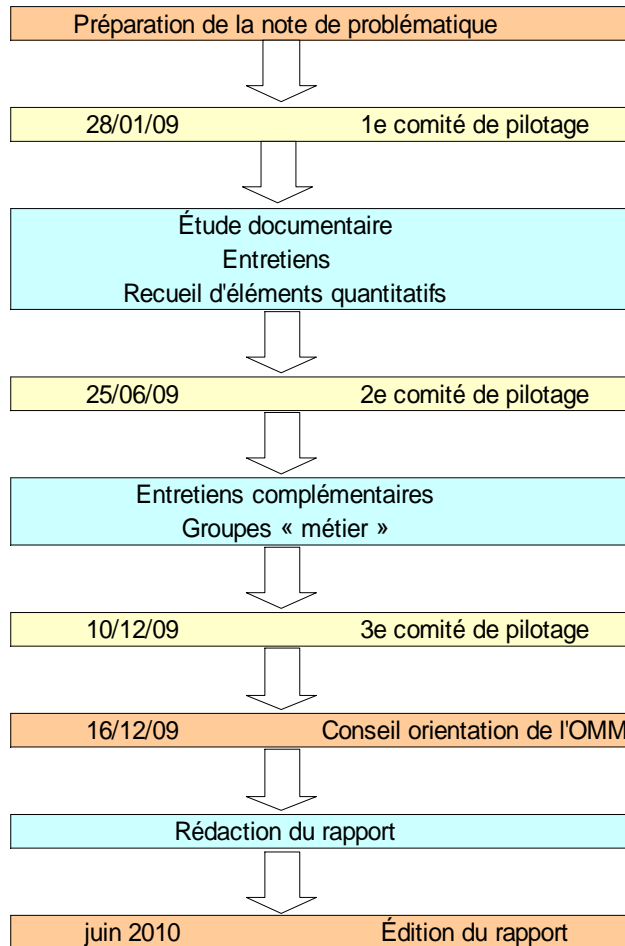 Préparation de la note de problématique
28/01/09 1e comité de pilotage
Étude documentaire
Entretiens
Recueil d'éléments quantitatifs
25/06/09 2e comité de pilotage
Entretiens complémentaires
Groupes « métier »
10/12/09 3e comité de pilotage
16/12/09 Conseil orientation de l'OMM
Rédaction du rapport
juin 2010 Édition du rapport